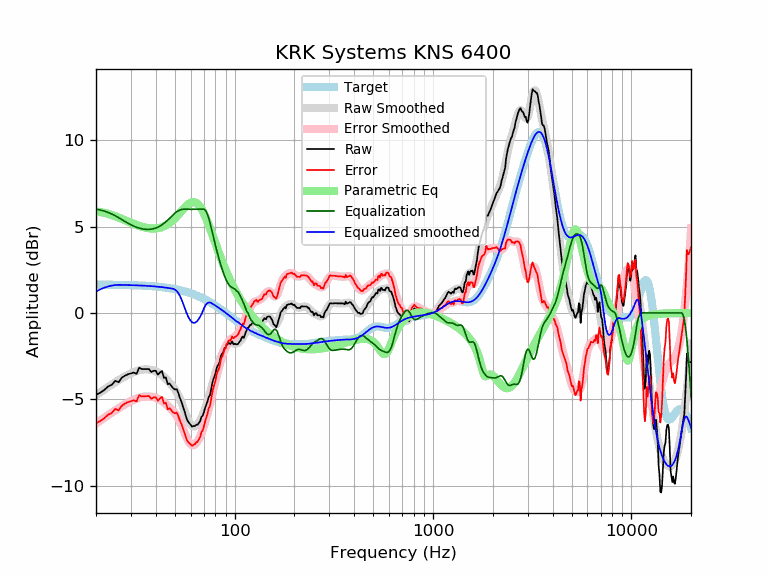 KRK Systems KNS 6400
Target
Raw Smoothed
Error Smoothed
Raw
Error
Parametric Eq
Equalization
Equalized smoothed
Amplitude (dBr)
10
5
0
−5
−10
100
1000
10000
Frequency (Hz)